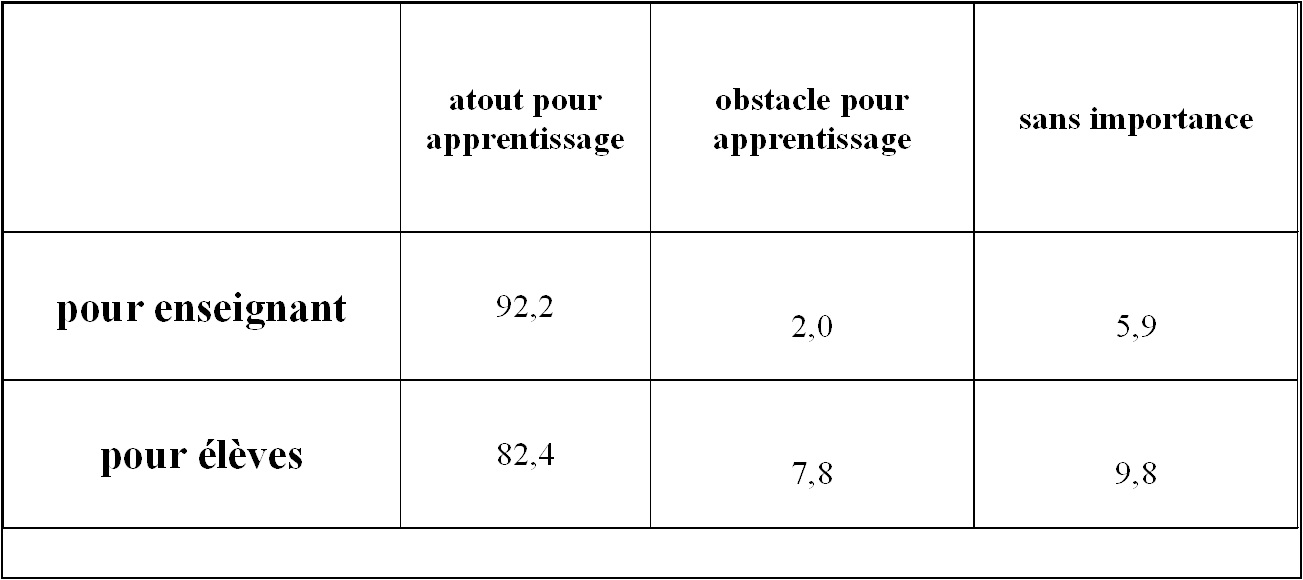 atout pour
apprentissage
obstacle pour
apprentissage
sans importance
pour enseignant
92,2
2,0
5,9
pour élèves
82,4
7,8
9,8